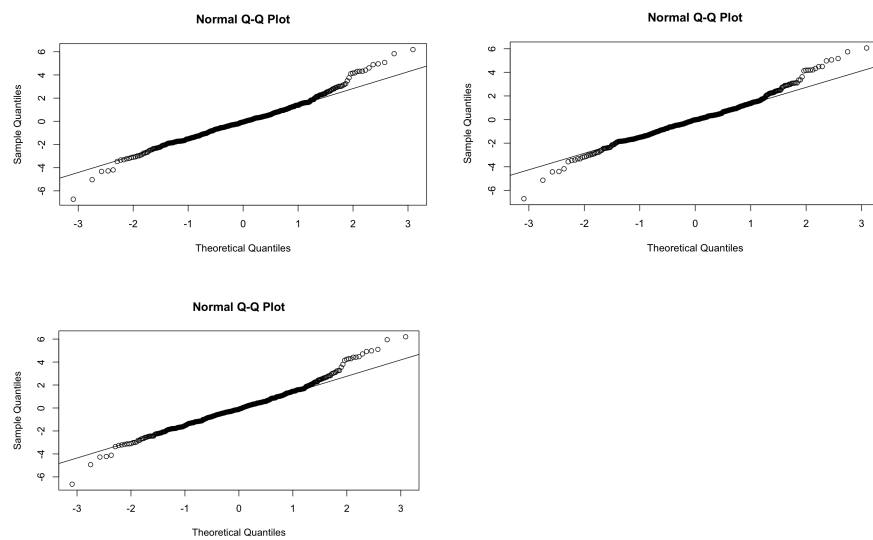 Normal Q-Q Plot
Sample Quantiles
6
4
2
0
-2
-4
-6
-3 -2 -1 0 1 2 3
Theoretical Quantiles
Normal Q-Q Plot
Sample Quantiles
6
4
2
0
-2
-4
-6
-3 -2 -1 0 1 2 3
Theoretical Quantiles
Normal Q-Q Plot
Sample Quantiles
6
4
2
0
-2
-4
-6
-3 -2 -1 0 1 2 3
Theoretical Quantiles